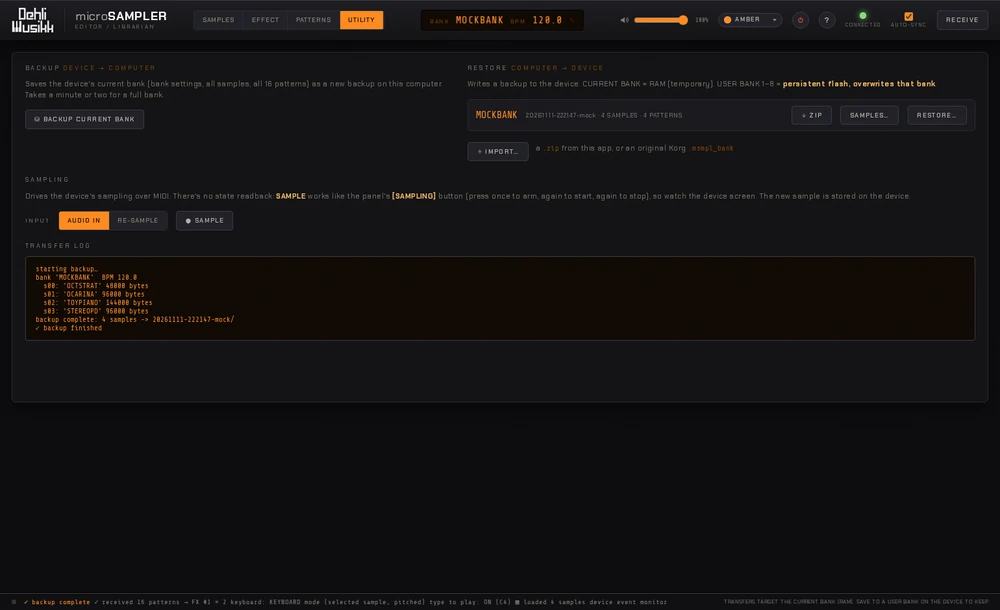 Dehli Musikk
microSAMPLER
EDITOR / LIBRARIAN
SAMPLES EFFECT PATTERNS UTILITY
BANK MOCKBANK BPM 120.0
100%
AMBER
?
CONNECTED
AUTO-SYNC
RECEIVE
BACKUP DEVICE → COMPUTER
Saves the device's current bank (bank settings, all samples, all 16 patterns) as a new backup on this computer.
Takes a minute or two for a full bank.
BACKUP CURRENT BANK
RESTORE COMPUTER → DEVICE
Writes a backup to the device. CURRENT BANK = RAM (temporary). USER BANK 1–8 = persistent flash, overwrites that bank.
MOCKBANK 20261111-222147-mock · 4 SAMPLES · 4 PATTERNS
↓ ZIP SAMPLES… RESTORE…
+ IMPORT… a .zip from this app, or an original Korg .msmpl_bank
SAMPLING
Drives the device's sampling over MIDI. There's no state readback: SAMPLE works like the panel's [SAMPLING] button (press once to arm, again to start, again to stop), so watch the device screen. The new sample is stored on the device.
INPUT AUDIO IN RE-SAMPLE ● SAMPLE
TRANSFER LOG
starting backup…
bank 'MOCKBANK' BPM 120.0
s00: 'OCTSTRAT' 48000 bytes
s01: 'OCARINA' 96000 bytes
s02: 'TOYPIANO' 144000 bytes
s03: 'STEREOPD' 96000 bytes
backup complete: 4 samples -> 20261111-222147-mock/
✓ backup finished
✓ backup complete ✓ received 16 patterns → FX #1 = 2 keyboard: KEYBOARD mode (selected sample, pitched) type to play: ON [C4] loaded 4 samples device event monitor
TRANSFERS TARGET THE CURRENT BANK (RAM). SAVE TO A USER BANK ON THE DEVICE TO KEEP